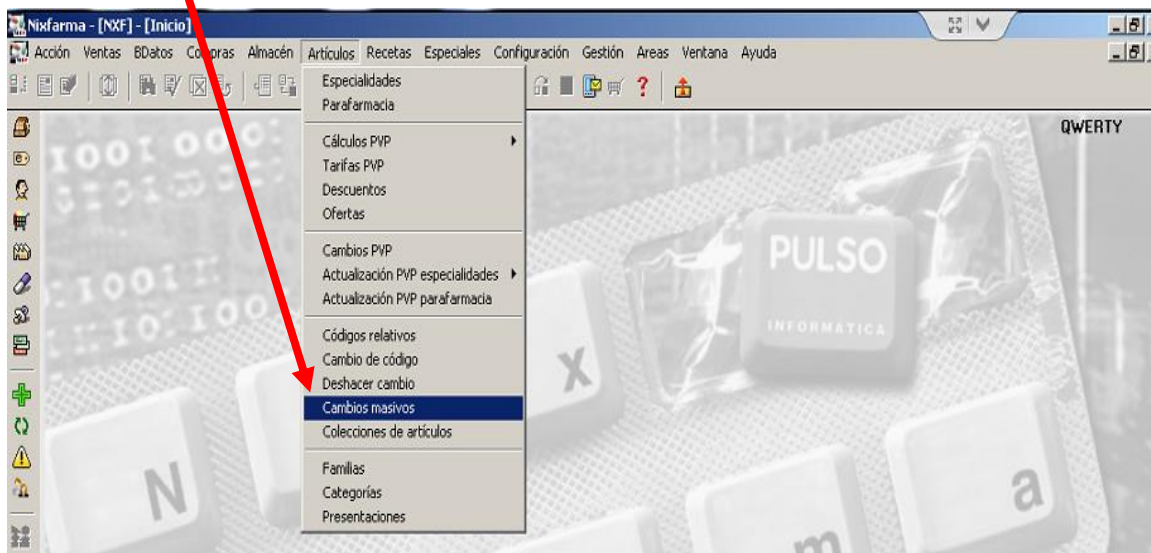 Nixfarma - [NXF] - [Inicio]
Acción Ventas BDatos Compras Almacén Artículos Recetas Especiales Configuración Gestión Areas Ventana Ayuda
Especialidades
Parafarmacia
QWERTY
Cálculos PVP
Tarifas PVP
Descuentos
Ofertas
Cambios PVP
Actualización PVP especialidades
Actualización PVP parafarmacia
Códigos relativos
Cambio de código
Deshacer cambio
Cambios masivos
Colecciones de artículos
Familias
Categorías
Presentaciones
PULSO
INFORMATICA
N
x
m
a